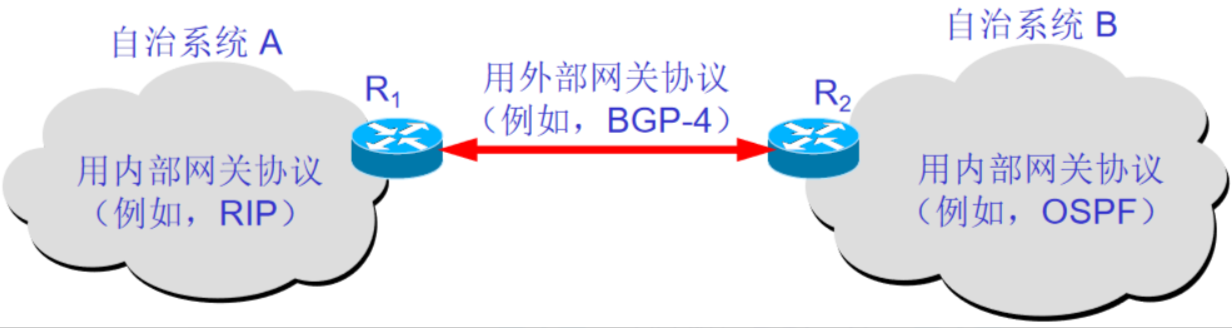 自治系统 A
自治系统 B
用外部网关协议
（例如，BGP-4）
R1
R2
用内部网关协议
（例如，RIP）
用内部网关协议
（例如，OSPF）